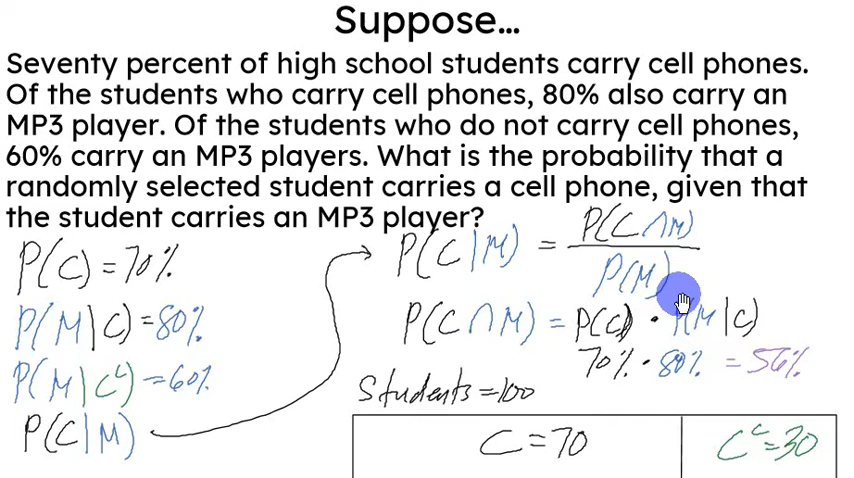 Suppose...
Seventy percent of high school students carry cell phones.
Of the students who carry cell phones, 80% also carry an
MP3 player. Of the students who do not carry cell phones,
60% carry an MP3 players. What is the probability that a
randomly selected student carries a cell phone, given that
the student carries an MP3 player?
P(C) = 70%
P(M|C) = 80%
P(M|Cᶜ) = 60%
P(C|M)
P(C|M) = P(C∩M) / P(M)
P(C∩M) = P(C) · P(M|C)
70% · 80% = 56%
Students = 100
C = 70
Cᶜ = 30